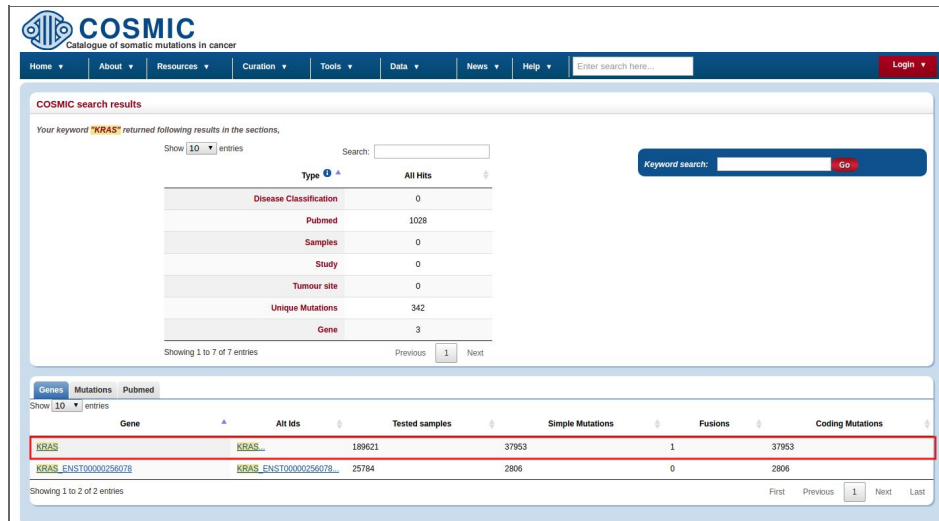 COSMIC
Catalogue of somatic mutations in cancer
Home ▼ About ▼ Resources ▼ Curation ▼ Tools ▼ Data ▼ News ▼ Help ▼ Enter search here... Login ▼
COSMIC search results
Your keyword "KRAS" returned following results in the sections,
Show 10 ▼ entries Search:
Keyword search: Go
Type All Hits
Disease Classification 0
Pubmed 1028
Samples 0
Study 0
Tumour site 0
Unique Mutations 342
Gene 3
Showing 1 to 7 of 7 entries Previous 1 Next
Genes Mutations Pubmed
Show 10 ▼ entries
Gene Alt Ids Tested samples Simple Mutations Fusions Coding Mutations
KRAS KRAS... 189621 37953 1 37953
KRAS_ENST00000256078 KRAS_ENST00000256078... 25784 2806 0 2806
Showing 1 to 2 of 2 entries First Previous 1 Next Last